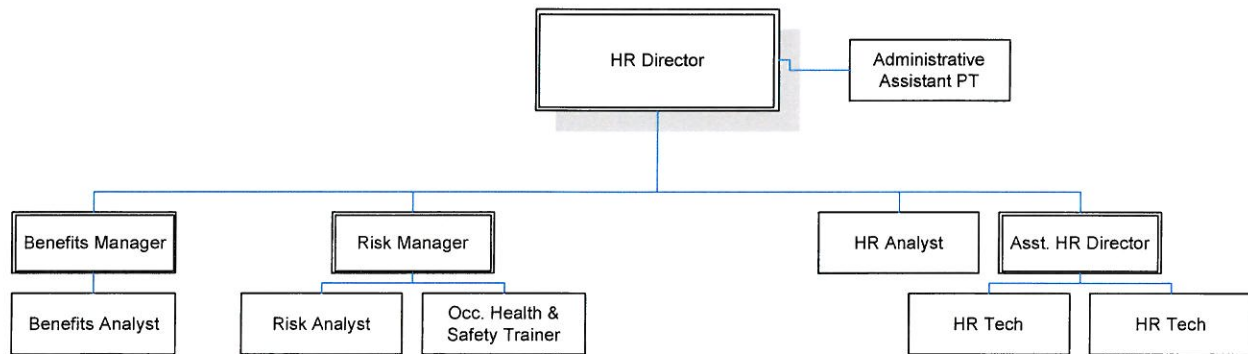 HR Director
Administrative
Assistant PT
Benefits Manager
Risk Manager
HR Analyst
Asst. HR Director
Benefits Analyst
Risk Analyst
Occ. Health &
Safety Trainer
HR Tech
HR Tech